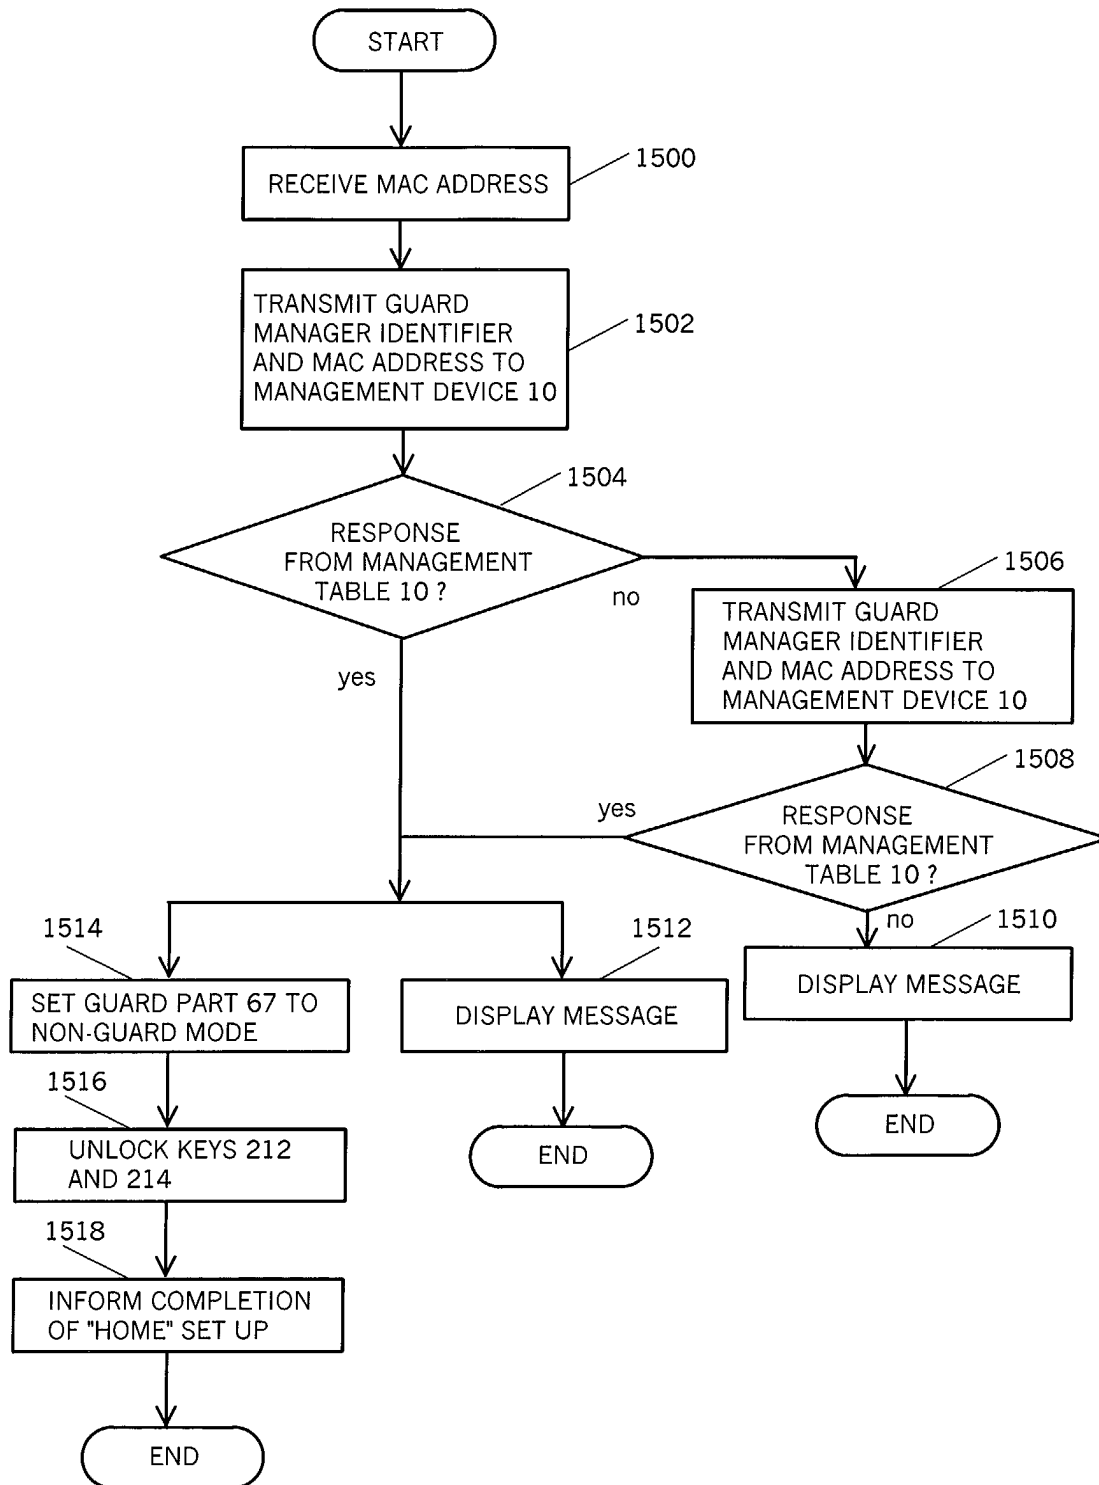 START
1500
RECEIVE MAC ADDRESS
TRANSMIT GUARD
MANAGER IDENTIFIER
AND MAC ADDRESS TO
MANAGEMENT DEVICE 10
1502
1504
RESPONSE
FROM MANAGEMENT
TABLE 10 ?
no
yes
1506
TRANSMIT GUARD
MANAGER IDENTIFIER
AND MAC ADDRESS TO
MANAGEMENT DEVICE 10
1508
yes
RESPONSE
FROM MANAGEMENT
TABLE 10 ?
no
1510
DISPLAY MESSAGE
END
1512
DISPLAY MESSAGE
END
1514
SET GUARD PART 67 TO
NON-GUARD MODE
1516
UNLOCK KEYS 212
AND 214
1518
INFORM COMPLETION
OF "HOME" SET UP
END